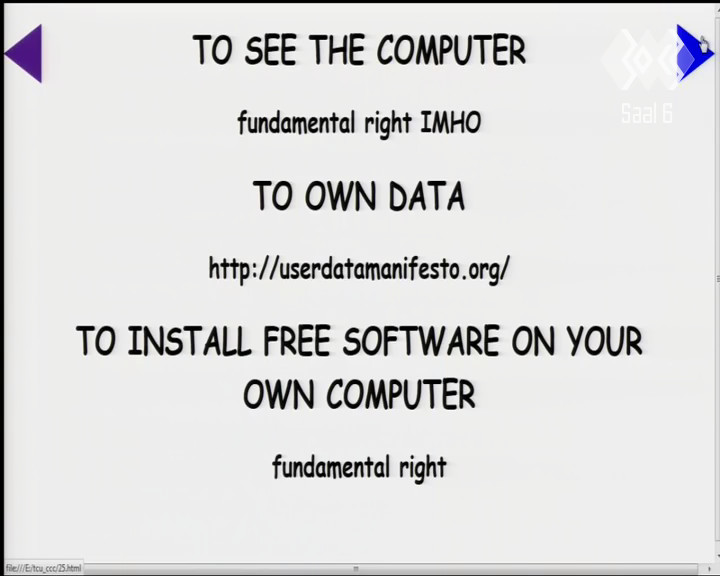 TO SEE THE COMPUTER
fundamental right IMHO
Saal 6
TO OWN DATA
http://userdatamanifesto.org/
TO INSTALL FREE SOFTWARE ON YOUR
OWN COMPUTER
fundamental right
file:///E:/tcu_ccc/25.html